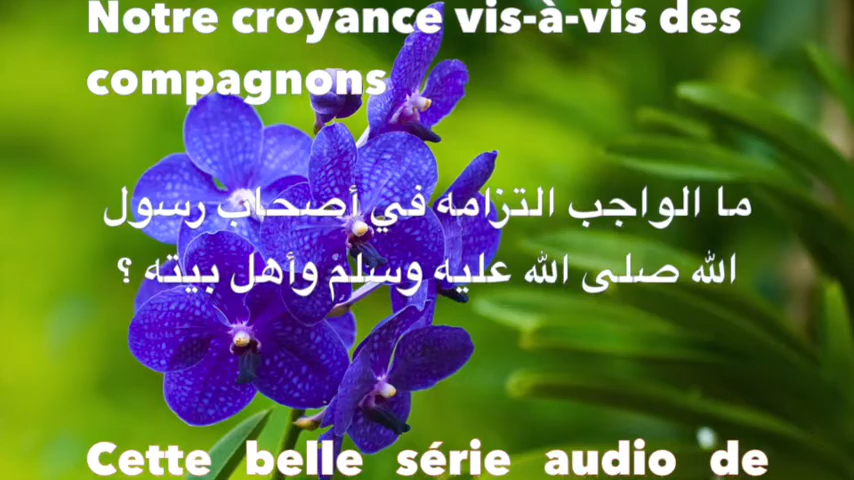 Notre croyance vis-à-vis des
compagnons
ما الواجب التزامه في أصحاب رسول
الله صلى الله عليه وسلم وأهل بيته ؟
Cette belle série audio de